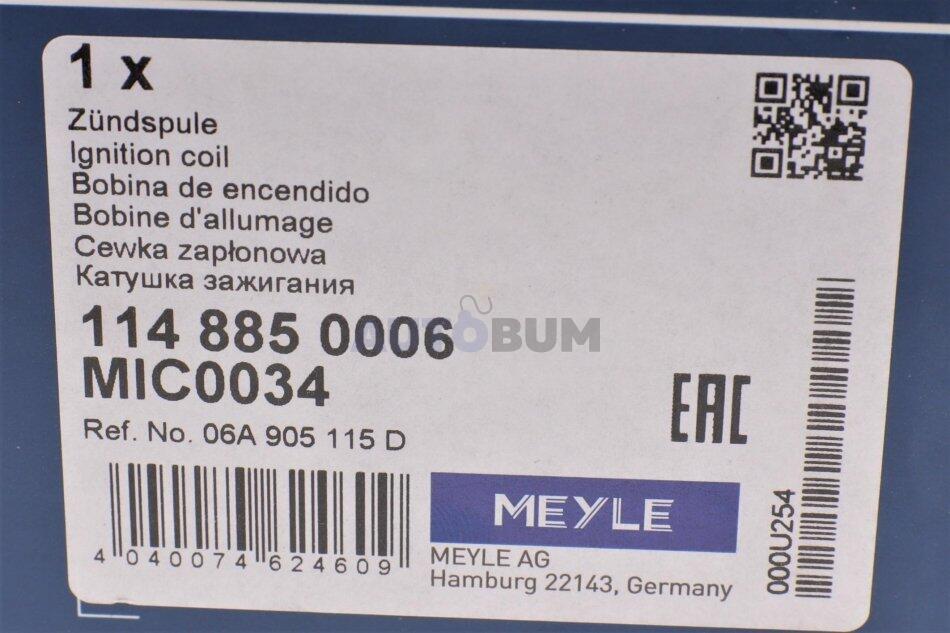 1 x
Zündspule
Ignition coil
Bobina de encendido
Bobine d'allumage
Cewka zapłonowa
Катушка зажигания
114 885 0006
AUTOBUM
MIC0034
EAC
Ref. No. 06A 905 115 D
MEYLE
4 040074 624609
MEYLE AG
Hamburg 22143, Germany
000U254